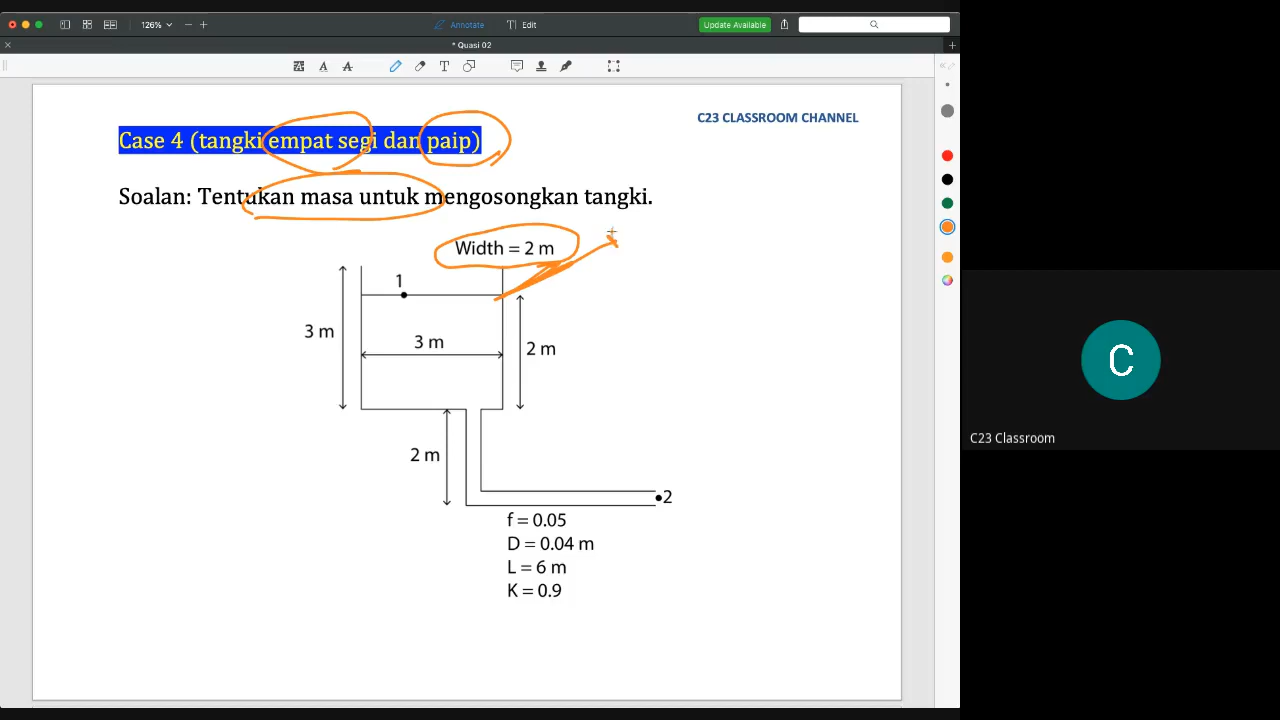 126%
Annotate
Edit
Update Available
* Quasi 02
C23 CLASSROOM CHANNEL
Case 4 (tangki empat segi dan paip)
Soalan: Tentukan masa untuk mengosongkan tangki.
Width = 2 m
1
3 m
3 m
2 m
2 m
2
f = 0.05
D = 0.04 m
L = 6 m
K = 0.9
C
C23 Classroom